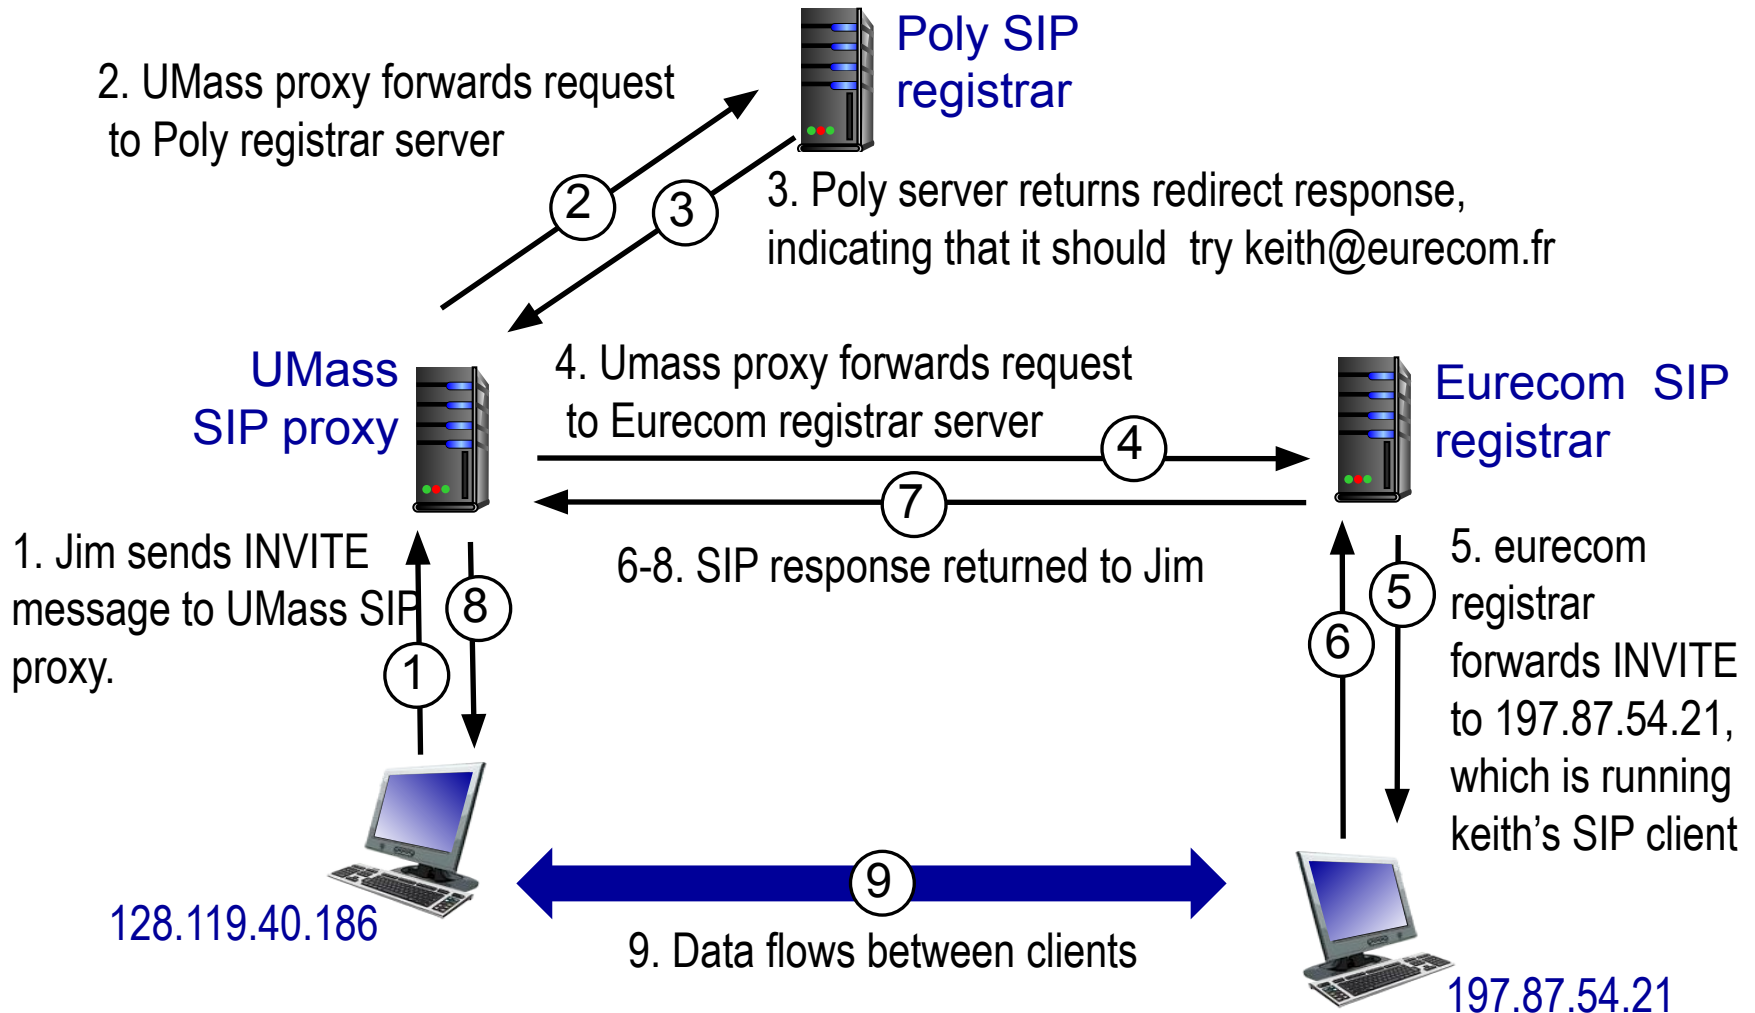 Poly SIP
registrar
2. UMass proxy forwards request
to Poly registrar server
2
3
3. Poly server returns redirect response,
indicating that it should  try keith@eurecom.fr
UMass
SIP proxy
4. Umass proxy forwards request
to Eurecom registrar server
4
Eurecom  SIP
registrar
7
1. Jim sends INVITE
message to UMass SIP
proxy.
8
1
6-8. SIP response returned to Jim
5
6
5. eurecom
registrar
forwards INVITE
to 197.87.54.21,
which is running
keith’s SIP client
9
128.119.40.186
9. Data flows between clients
197.87.54.21